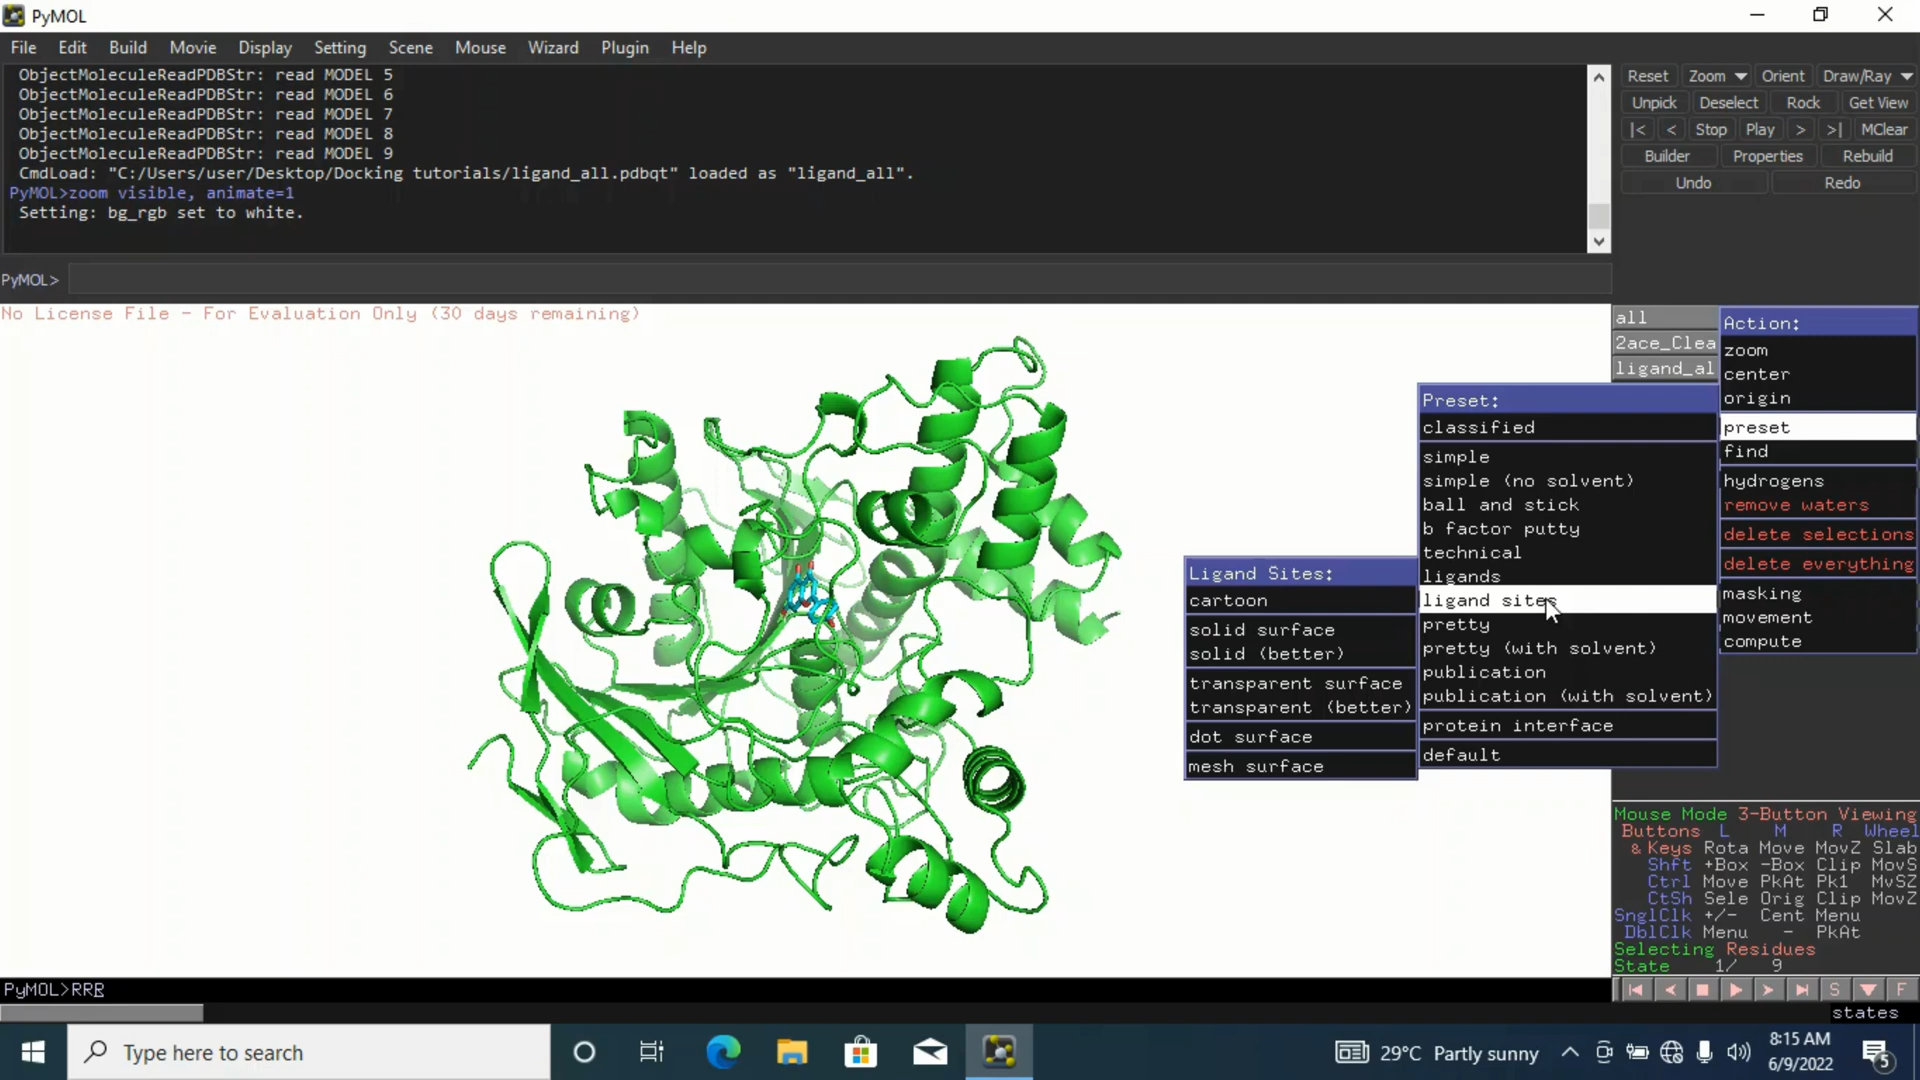 PyMOL
File Edit Build Movie Display Setting Scene Mouse Wizard Plugin Help
ObjectMoleculeReadPDBStr: read MODEL 5
ObjectMoleculeReadPDBStr: read MODEL 6
ObjectMoleculeReadPDBStr: read MODEL 7
ObjectMoleculeReadPDBStr: read MODEL 8
ObjectMoleculeReadPDBStr: read MODEL 9
CmdLoad: "C:/Users/user/Desktop/Docking tutorials/ligand_all.pdbqt" loaded as "ligand_all".
PyMOL>zoom visible, animate=1
Setting: bg_rgb set to white.
Reset Zoom Orient Draw/Ray
Unpick Deselect Rock Get View
|< < Stop Play > >| MClear
Builder Properties Rebuild
Undo Redo
PyMOL>
No License File - For Evaluation Only (30 days remaining)
all
2ace_Clea
ligand_al
Action:
zoom
center
origin
preset
find
hydrogens
remove waters
delete selections
delete everything
masking
movement
compute
Preset:
classified
simple
simple (no solvent)
ball and stick
b factor putty
technical
ligands
ligand sites
pretty
pretty (with solvent)
publication
publication (with solvent)
protein interface
default
Ligand Sites:
cartoon
solid surface
solid (better)
transparent surface
transparent (better)
dot surface
mesh surface
Mouse Mode 3-Button Viewing
Buttons L M R Wheel
& Keys Rota Move MovZ Slab
Shft +Box -Box Clip MovS
Ctrl Move PkAt Pk1 MvSZ
CtSh Sele Orig Clip MovZ
SnglClk +/- Cent Menu
DblClk Menu - PkAt
Selecting Residues
State 1/ 9
PyMOL>RRR
S F
states
Type here to search
29°C Partly sunny
8:15 AM
6/9/2022
5